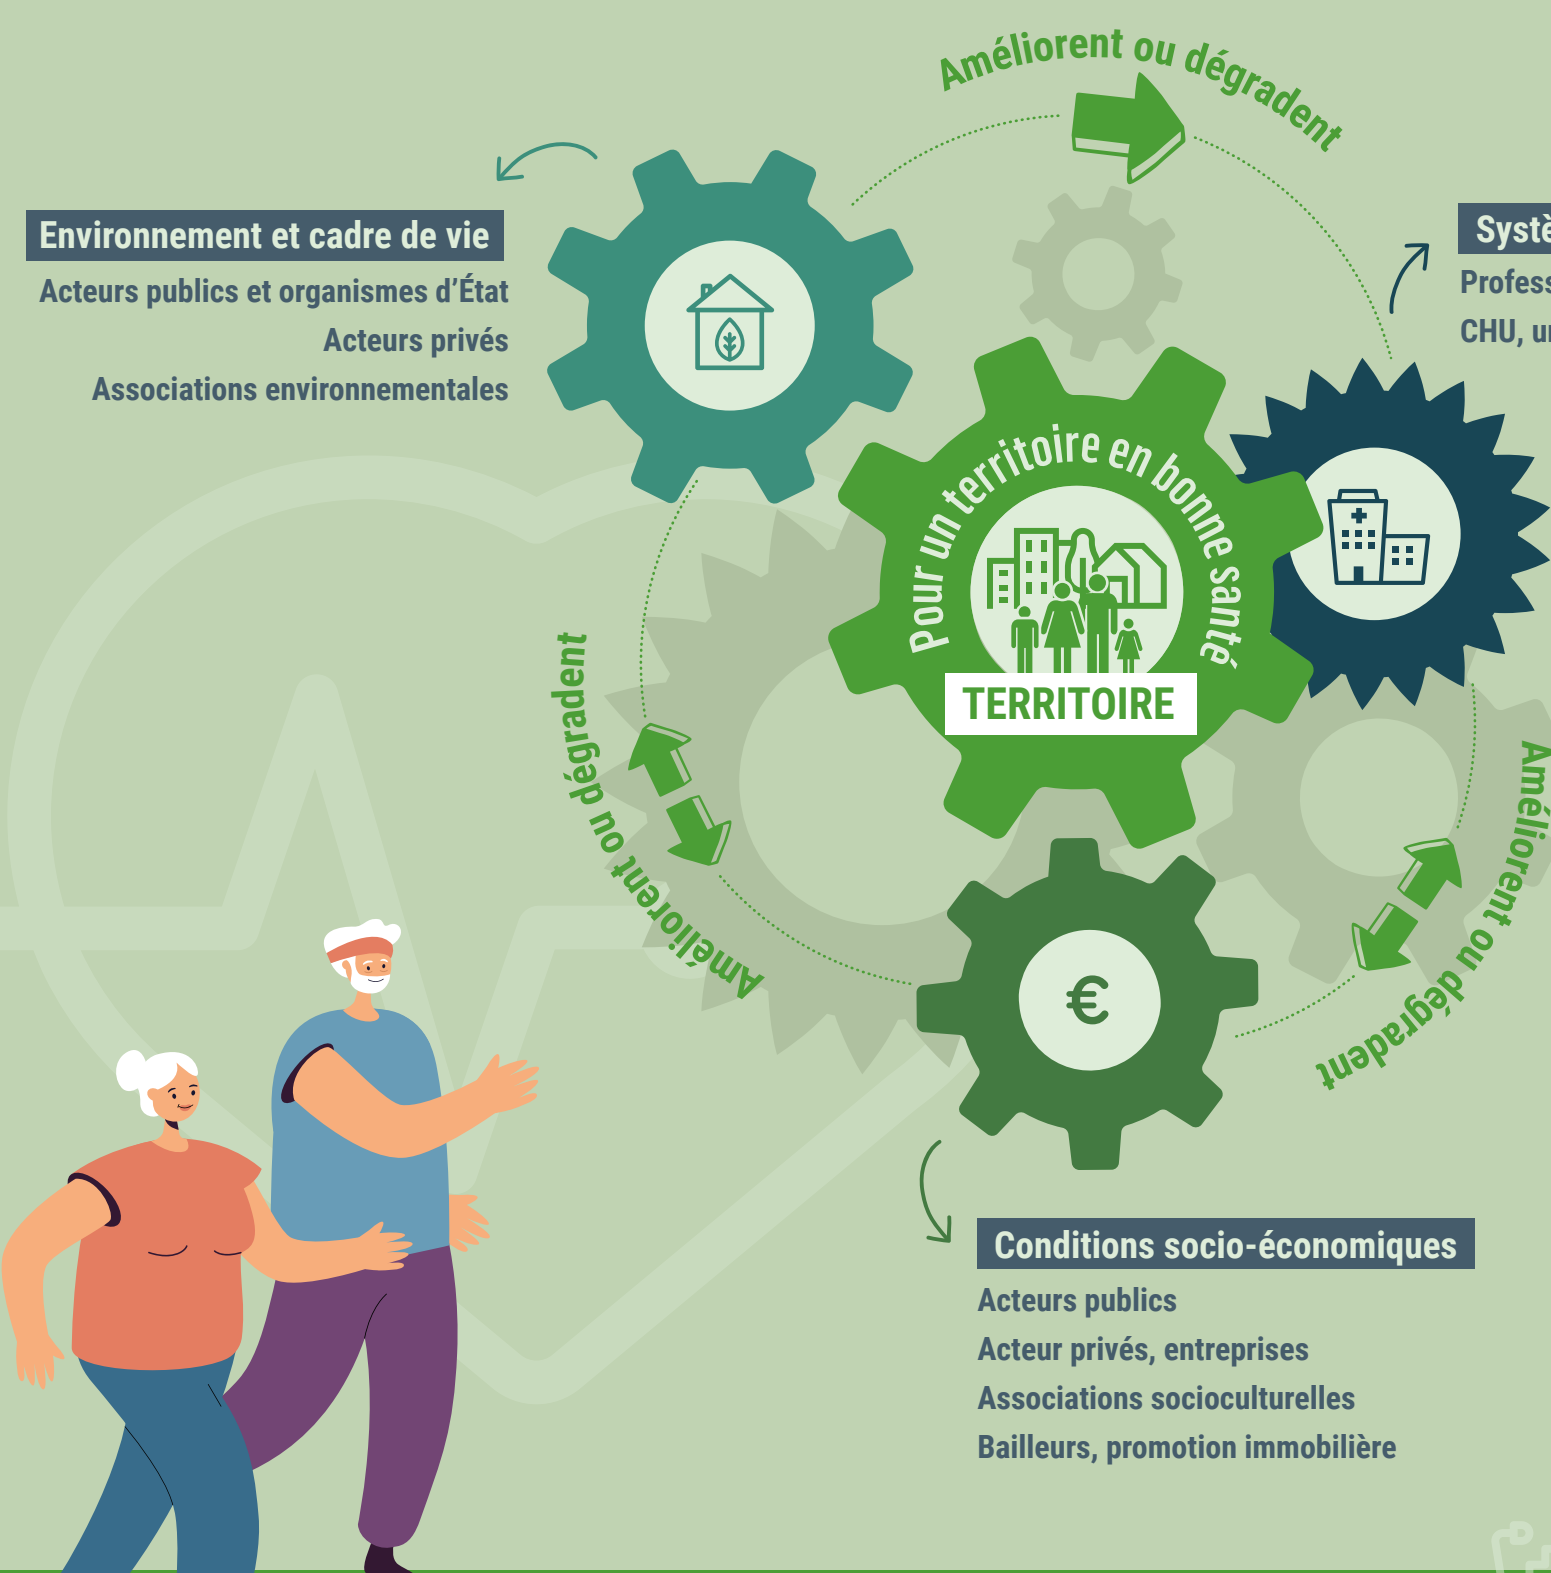 Améliorent ou dégradent
Environnement et cadre de vie
Acteurs publics et organismes d’État
Acteurs privés
Associations environnementales
CHU,
Pour un territoire en bonne santé
TERRITOIRE
Améliorent ou dégradent
Améliorent ou dégradent
€
Conditions socio-économiques
Acteurs publics
Acteur privés, entreprises
Associations socioculturelles
Bailleurs, promotion immobilière